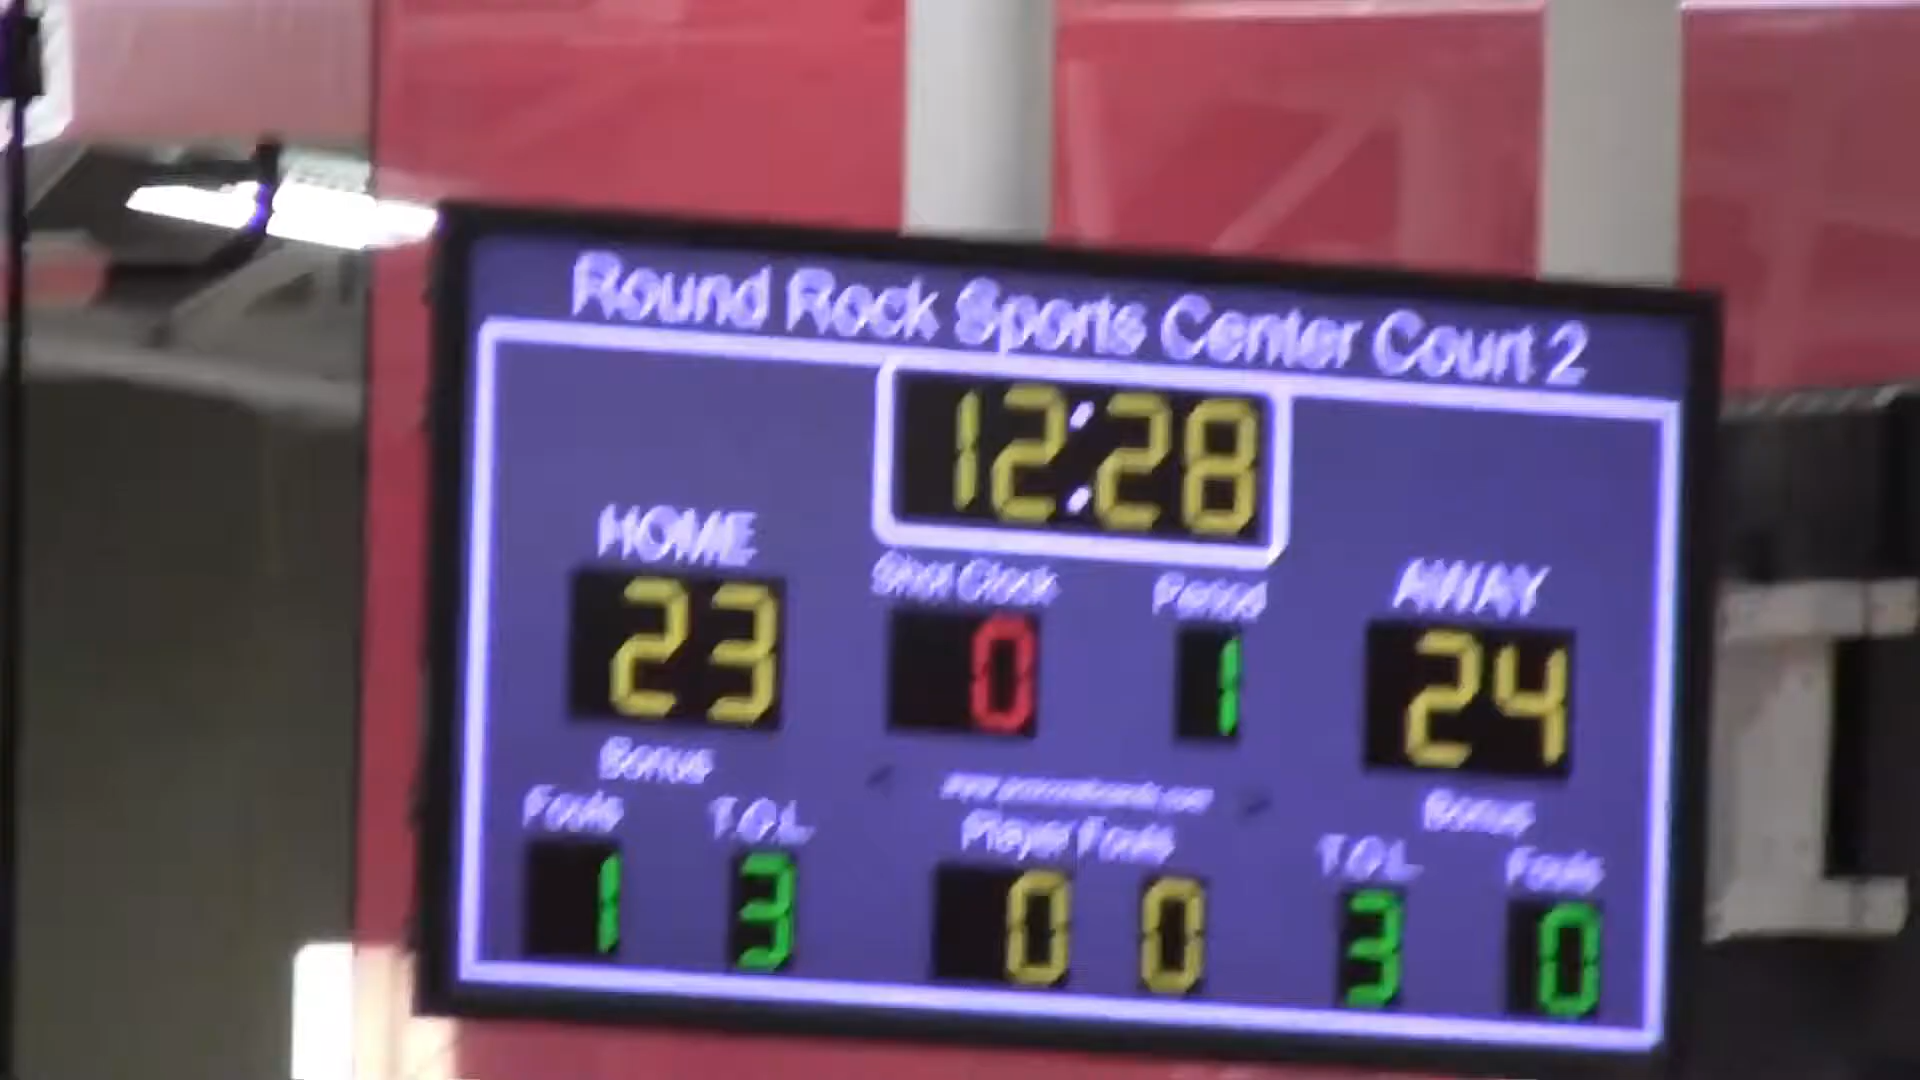 Round Rock Sports Center Court 2
12:28
HOME
Shot Clock
Period
AWAY
23
0
1
24
Bonus
Bonus
Fouls
T.O.L.
Player Fouls
T.O.L.
Fouls
1
3
0
0
3
0